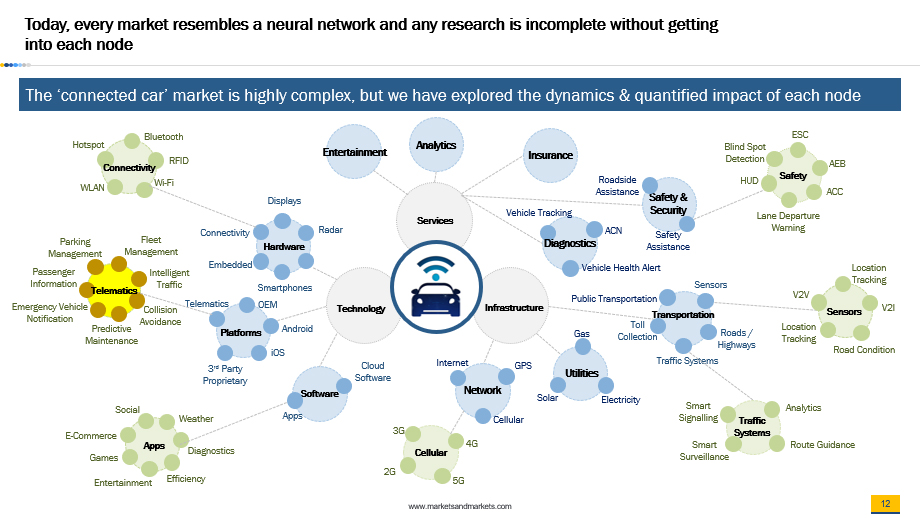 Today, every market resembles a neural network and any research is incomplete without getting
into each node
The ‘connected car’ market is highly complex, but we have explored the dynamics & quantified impact of each node
Hotspot
Bluetooth
RFID
Wi-Fi
WLAN
Connectivity
Entertainment
Analytics
Insurance
Services
Roadside
Assistance
Safety &
Security
Safety
Assistance
ESC
Blind Spot
Detection
AEB
HUD
ACC
Safety
Lane Departure
Warning
Displays
Connectivity
Radar
Hardware
Embedded
Smartphones
Vehicle Tracking
ACN
Diagnostics
Vehicle Health Alert
Parking
Management
Fleet
Management
Passenger
Information
Intelligent
Traffic
Telematics
Emergency Vehicle
Notification
Collision
Avoidance
Predictive
Maintenance
Telematics
OEM
Android
Platforms
iOS
3rd Party
Proprietary
Technology
Infrastructure
Public Transportation
Sensors
Transportation
Toll
Collection
Roads /
Highways
Traffic Systems
Location
Tracking
V2V
V2I
Sensors
Location
Tracking
Road Condition
Cloud
Software
Software
Apps
Internet
GPS
Network
Cellular
Gas
Utilities
Solar
Electricity
Social
Weather
E-Commerce
Apps
Diagnostics
Games
Entertainment
Efficiency
3G
4G
Cellular
2G
5G
Smart
Signalling
Analytics
Traffic
Systems
Smart
Surveillance
Route Guidance
www.marketsandmarkets.com
12